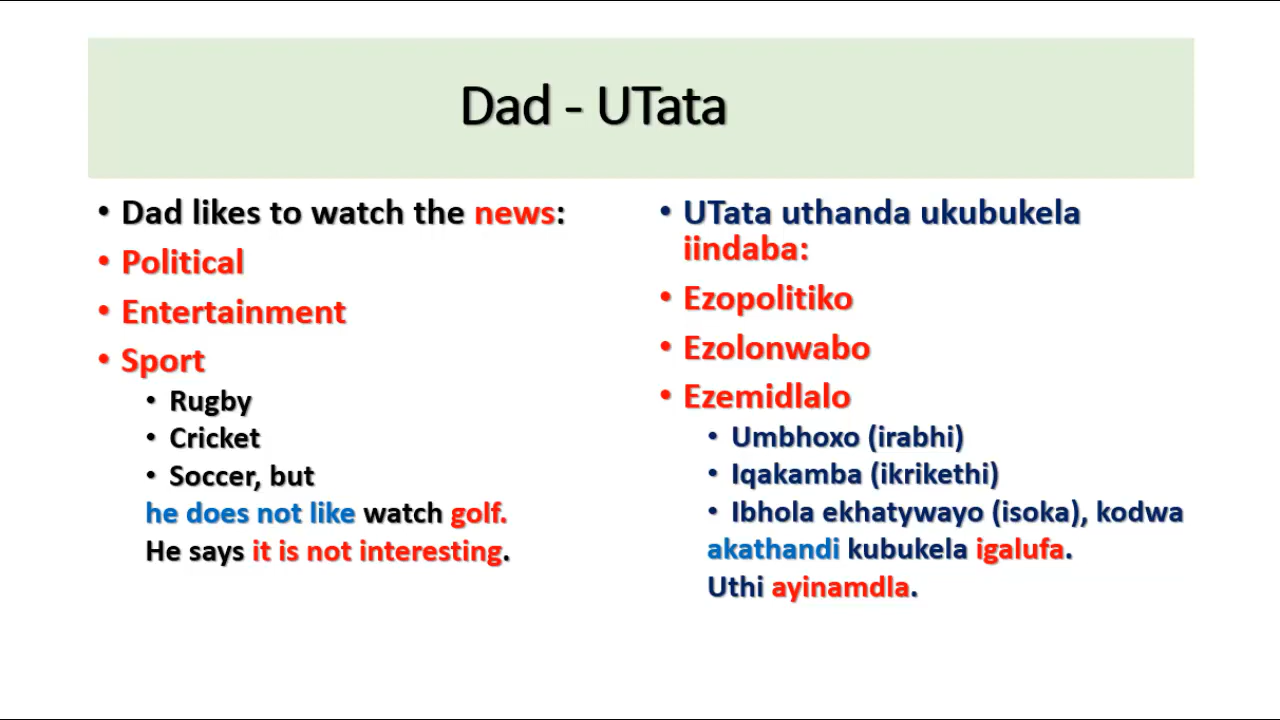 Dad - UTata
• Dad likes to watch the news:
• Political
• Entertainment
• Sport
• Rugby
• Cricket
• Soccer, but
he does not like watch golf.
He says it is not interesting.
• UTata uthanda ukubukela
iindaba:
• Ezopolitiko
• Ezolonwabo
• Ezemidlalo
• Umbhoxo (irabhi)
• Iqakamba (ikrikethi)
• Ibhola ekhatywayo (isoka), kodwa
akathandi kubukela igalufa.
Uthi ayinamdla.